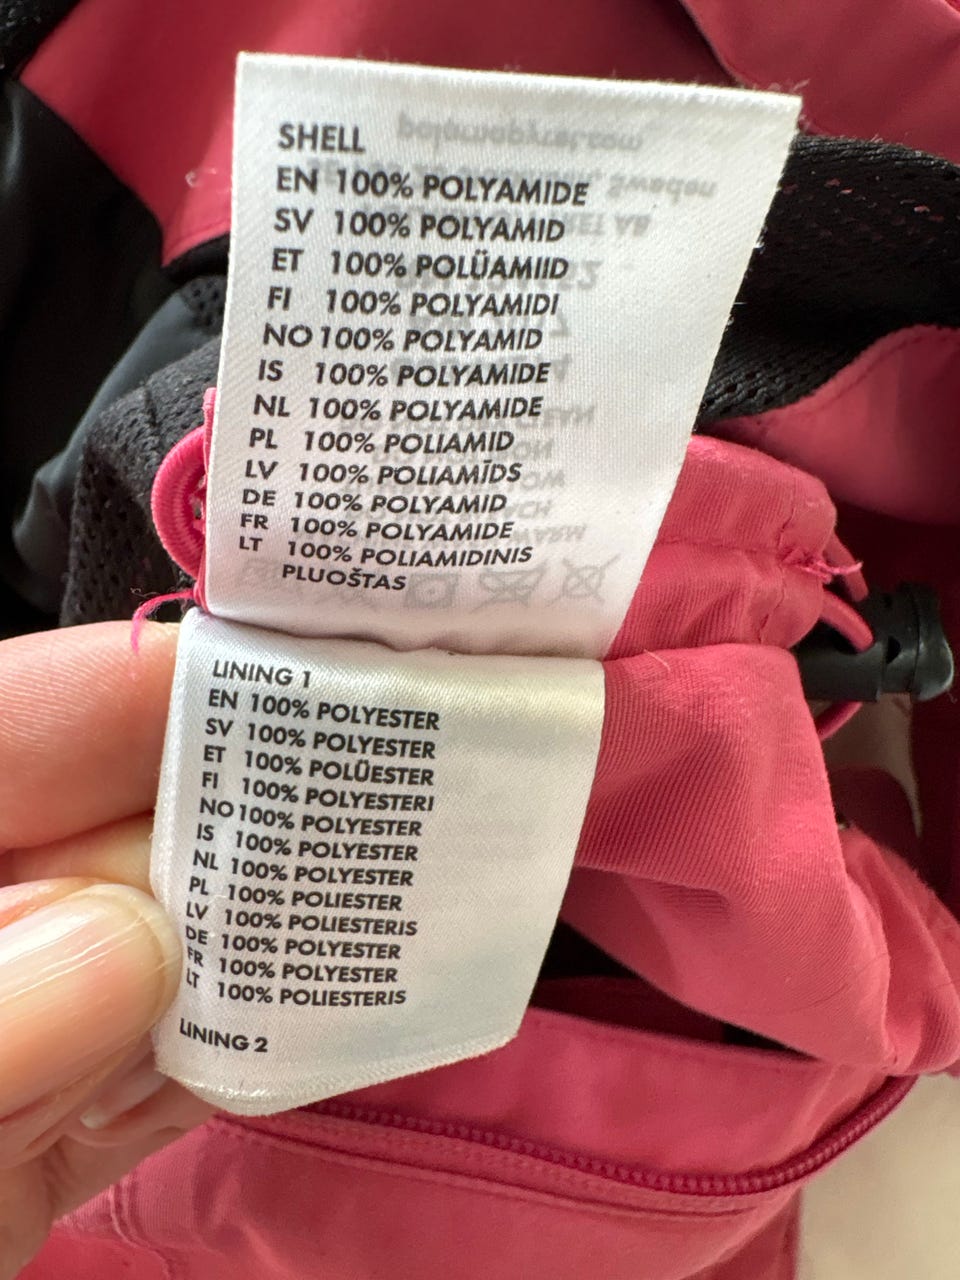 SHELL
EN 100% POLYAMIDE
SV 100% POLYAMID
ET 100% POLÜAMIID
FI 100% POLYAMIDI
NO 100% POLYAMID
IS 100% POLYAMIDE
NL 100% POLYAMIDE
PL 100% POLIAMID
LV 100% POLIAMĪDS
DE 100% POLYAMID
FR 100% POLYAMIDE
LT 100% POLIAMIDINIS
PLUOŠTAS
LINING 1
EN 100% POLYESTER
SV 100% POLYESTER
ET 100% POLÜESTER
FI 100% POLYESTERI
NO 100% POLYESTER
IS 100% POLYESTER
NL 100% POLYESTER
PL 100% POLIESTER
LV 100% POLIESTERIS
DE 100% POLYESTER
FR 100% POLYESTER
LT 100% POLIESTERIS
LINING 2